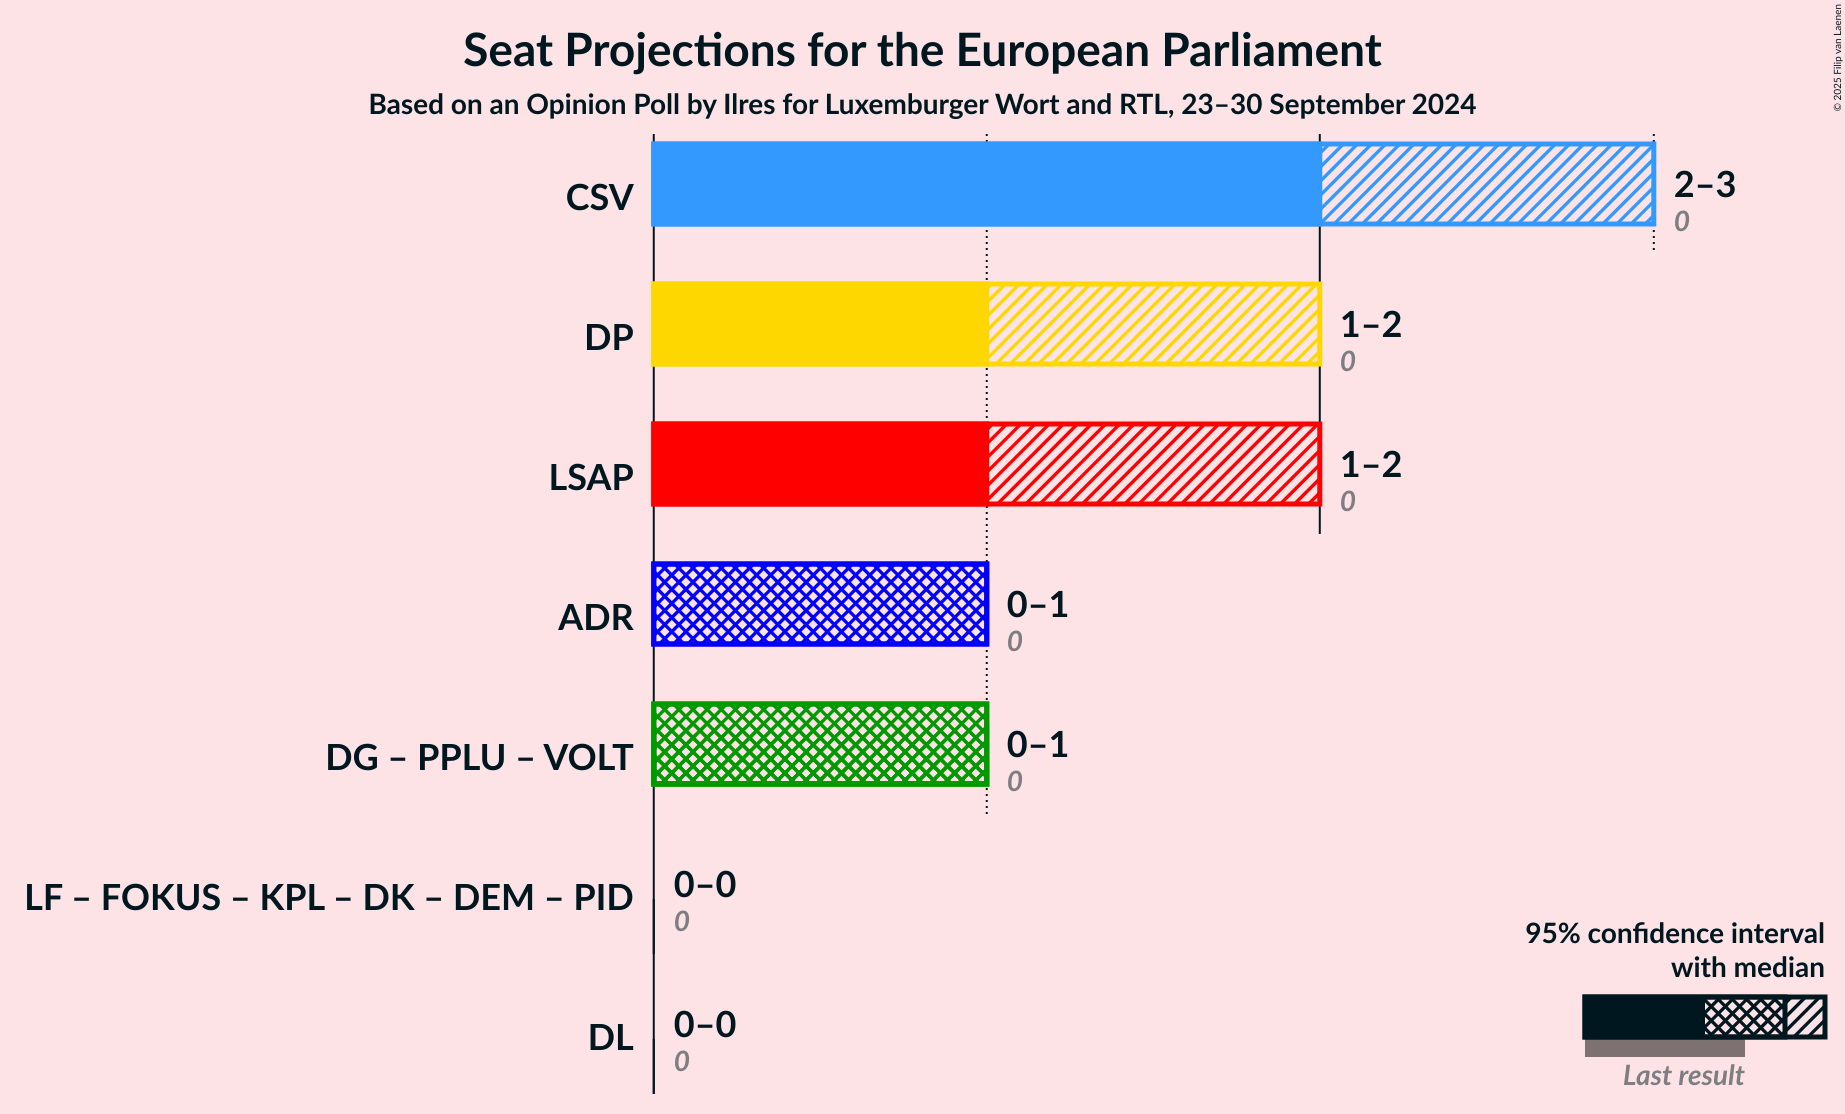 Seat Projections for the European Parliament
Based on an Opinion Poll by Ilres for Luxemburger Wort and RTL, 23–30 September 2024
© 2025 Filip van Laenen
CSV
2–3
0
DP
1–2
0
LSAP
1–2
0
ADR
0–1
0
DG – PPLU – VOLT
0–1
0
LF – FOKUS – KPL – DK – DEM – PID
0–0
0
DL
0–0
0
95% confidence interval
with median
Last result